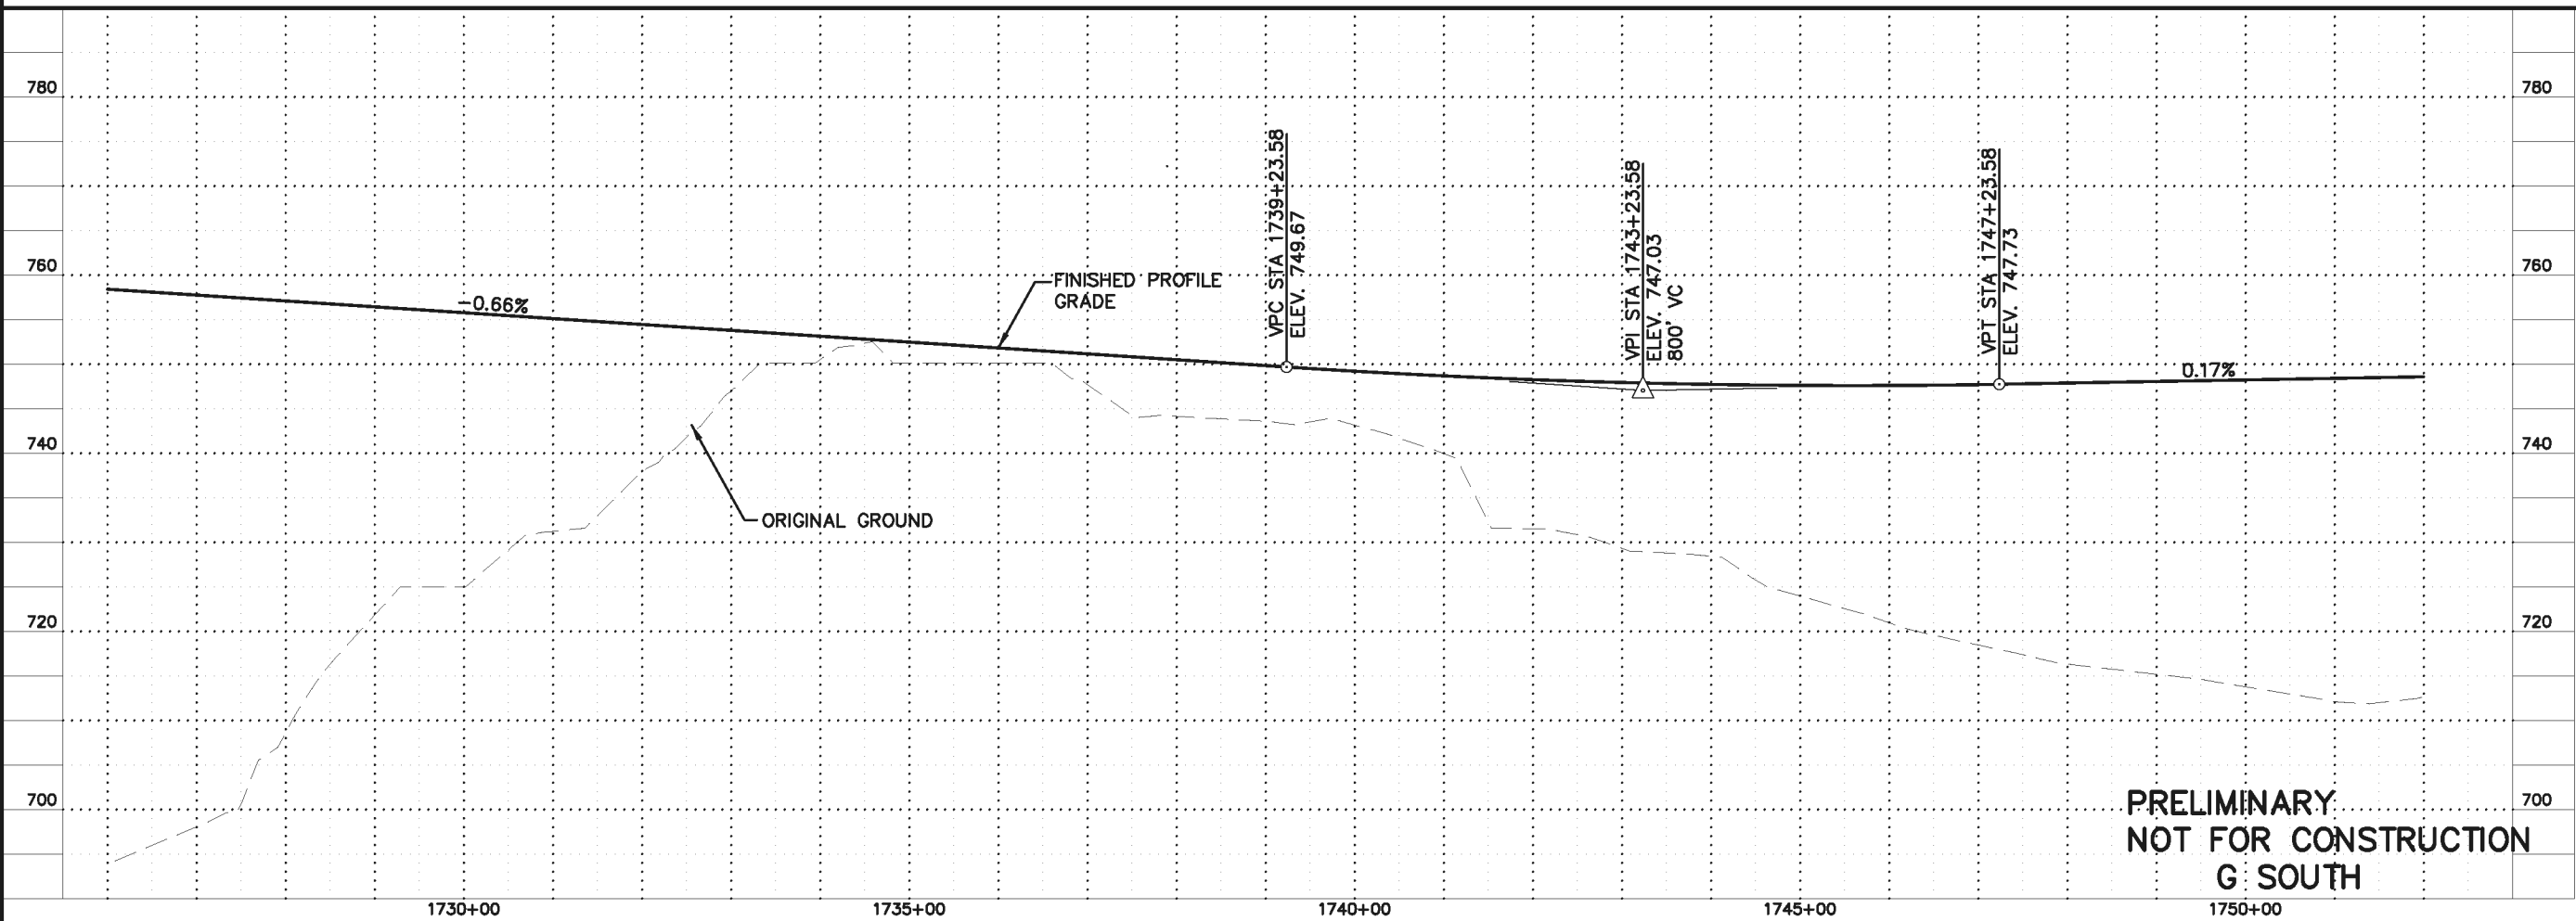 780
780
760
760
740
740
720
720
700
700
-0.66%
FINISHED PROFILE
GRADE
ORIGINAL GROUND
VPC STA 1739+23.58
ELEV. 749.67
VPI STA 1743+23.58
ELEV. 747.03
800' VC
VPT STA 1747+23.58
ELEV. 747.73
0.17%
PRELIMINARY
NOT FOR CONSTRUCTION
G SOUTH
1730+00
1735+00
1740+00
1745+00
1750+00